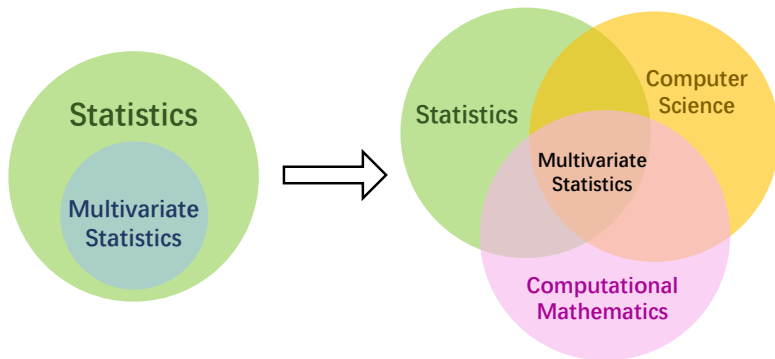 Statistics
Multivariate
Statistics
Statistics
Computer
Science
Multivariate
Statistics
Computational
Mathematics